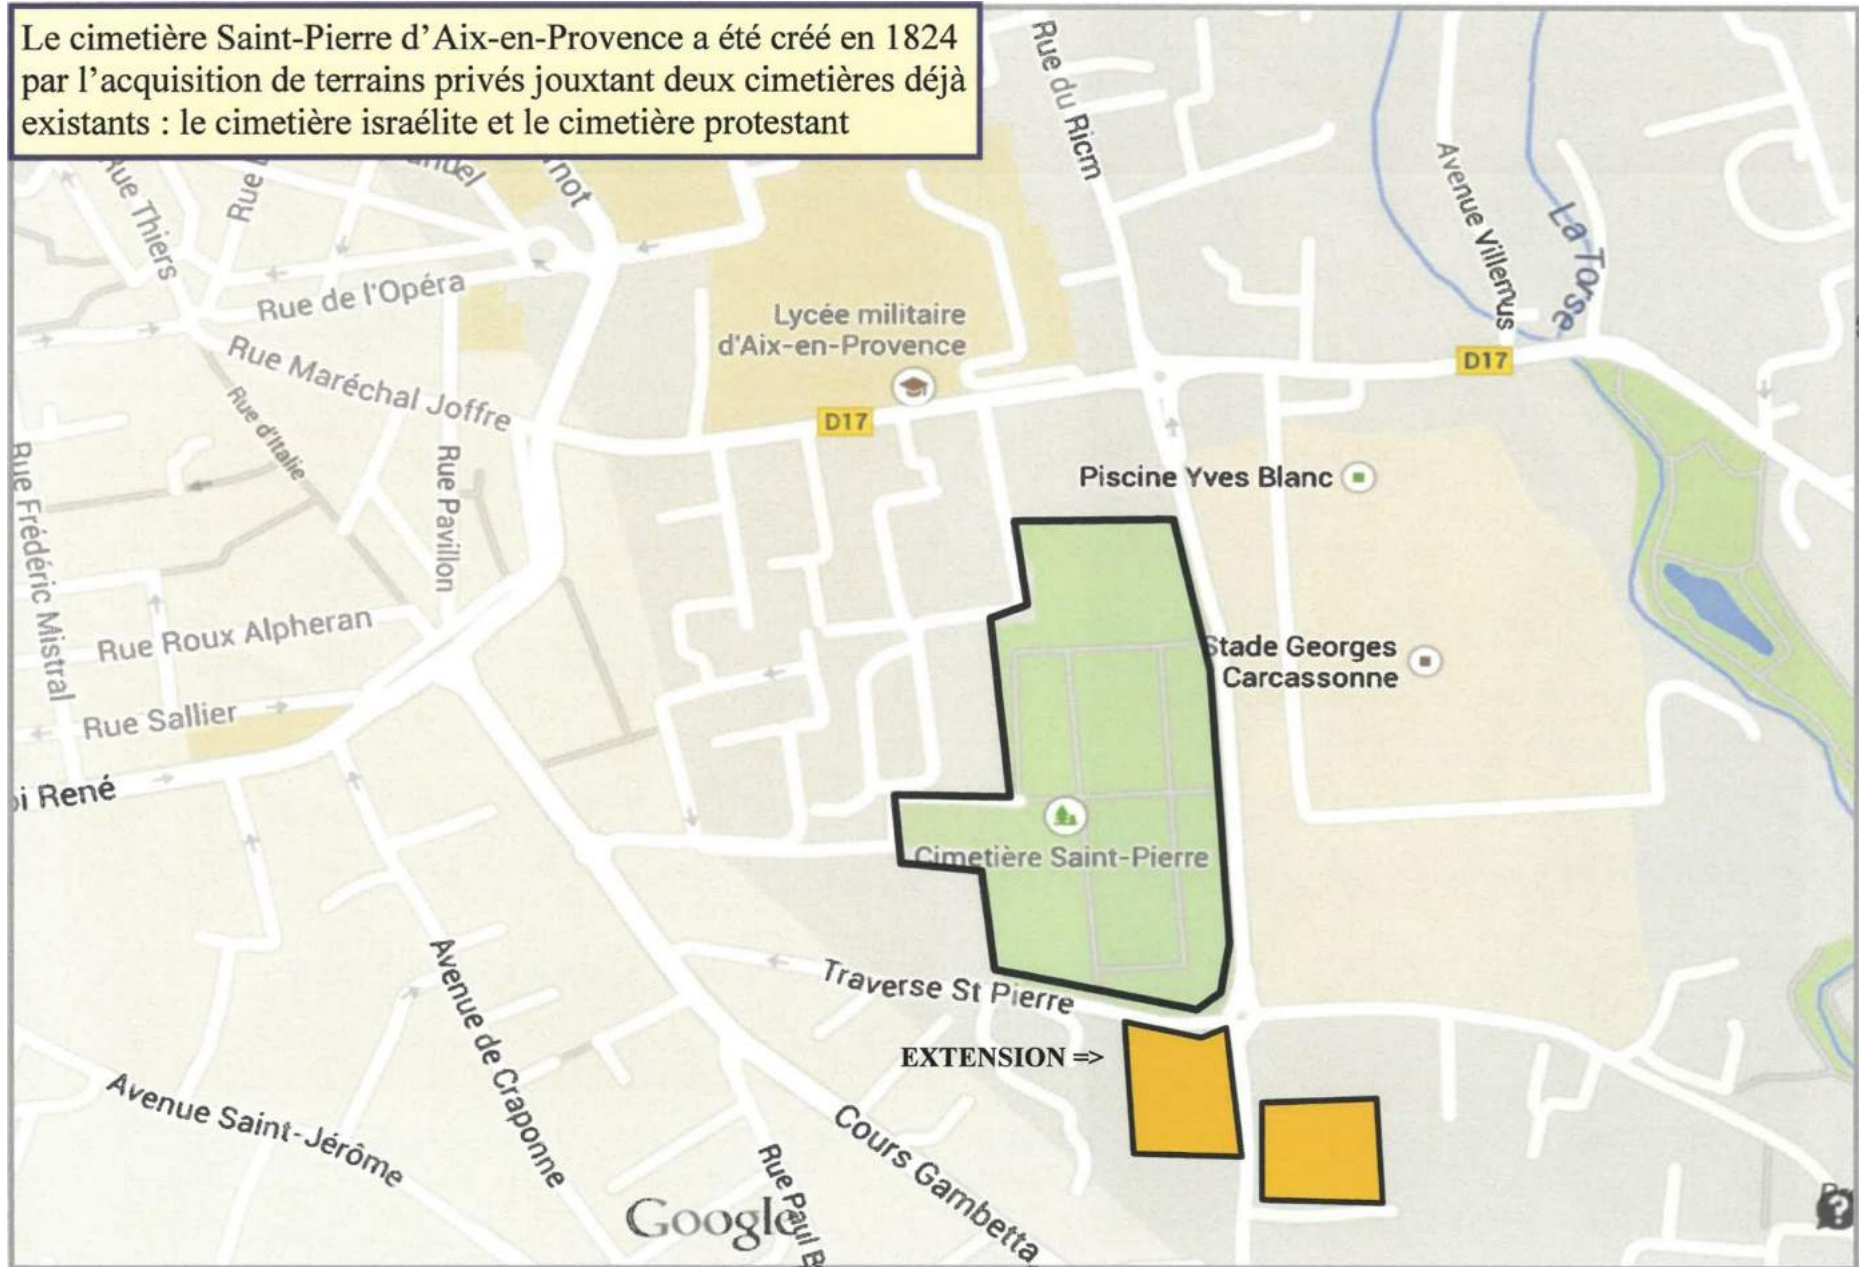 Le cimetière Saint-Pierre d'Aix-en-Provence a été créé en 1824
par l'acquisition de terrains privés jouxtant deux cimetières déjà
existants : le cimetière israélite et le cimetière protestant
Rue du Ricm
Rue Thiers
Rue
not
Avenue Villemus
La Torse
Rue de l'Opéra
Lycée militaire
d'Aix-en-Provence
Rue Maréchal Joffre
D17
D17
Rue d'Italie
Rue Pavillon
Rue Frédéric Mistral
Piscine Yves Blanc
Rue Roux Alpheran
Stade Georges
Carcassonne
Rue Sallier
i René
Cimetière Saint-Pierre
Traverse St Pierre
Avenue de Craponne
EXTENSION =>
Avenue Saint-Jérôme
Cours Gambetta
Rue Paul B
Google
?